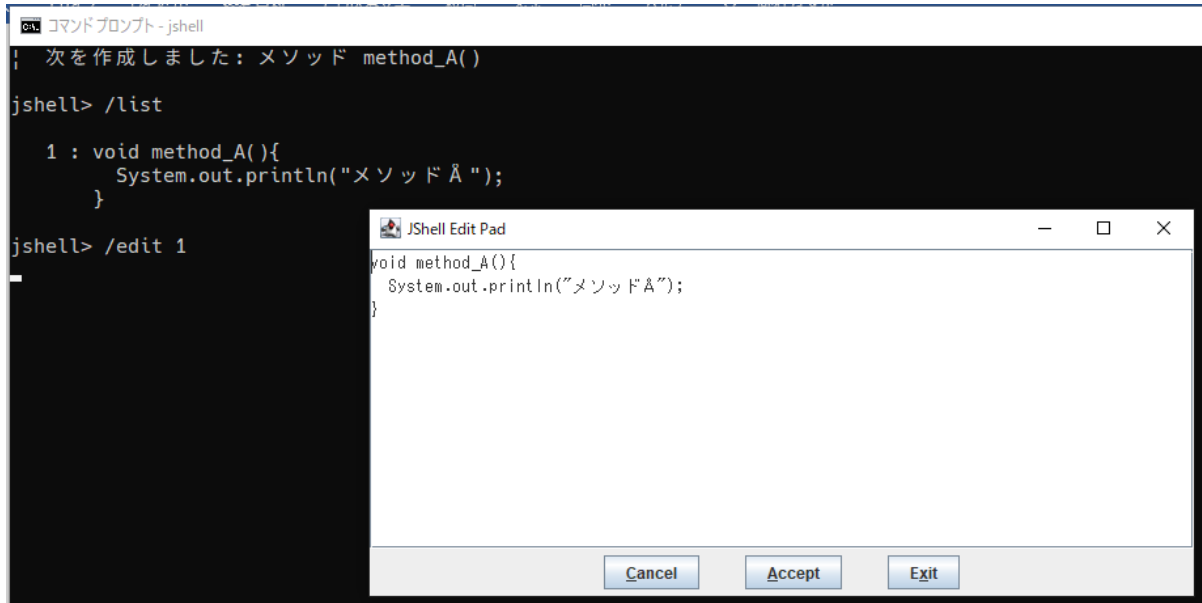 コマンド プロンプト - jshell
¦ 次を作成しました: メソッド method_A()
jshell> /list
1 : void method_A(){
System.out.println("メソッドÅ");
}
jshell> /edit 1
JShell Edit Pad
void method_A(){
System.out.println("メソッドÅ");
}
Cancel Accept Exit